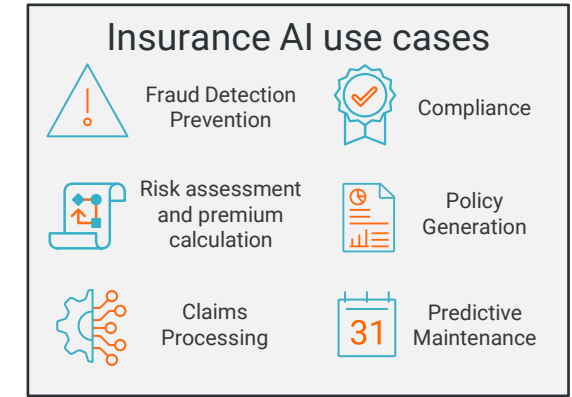 Insurance AI use cases
Fraud Detection
Prevention
Compliance
Risk assessment
and premium
calculation
Policy
Generation
Claims
Processing
31
Predictive
Maintenance